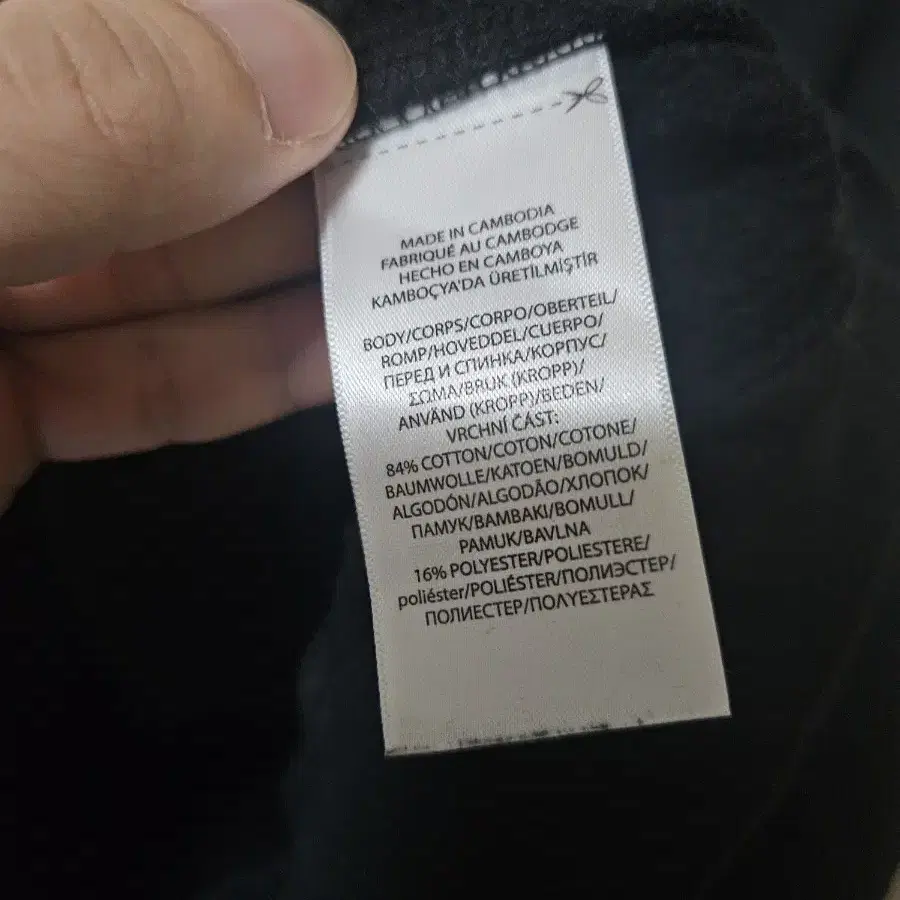 MADE IN CAMBODIA
FABRIQUÉ AU CAMBODGE
HECHO EN CAMBOYA
KAMBOÇYA'DA ÜRETİLMİŞTİR
BODY/CORPS/CORPO/OBERTEIL/
ROMP/HOVEDDEL/CUERPO/
ПЕРЕД И СПИНКА/КОРПУС/
ΣΩΜΑ/BRUK (KROPP)/
ANVÄND (KROPP)/BEDEN/
VRCHNÍ ČÁST:
84% COTTON/COTON/COTONE/
BAUMWOLLE/KATOEN/BOMULD/
ALGODÓN/ALGODÃO/ХЛОПОК/
ПАМУК/BAMBAKI/BOMULL/
PAMUK/BAVLNA
16% POLYESTER/POLIESTERE/
poliéster/POLIÉSTER/ПОЛИЭСТЕР/
ПОЛИЕСТЕР/ΠΟΛΥΕΣΤΕΡΑΣ